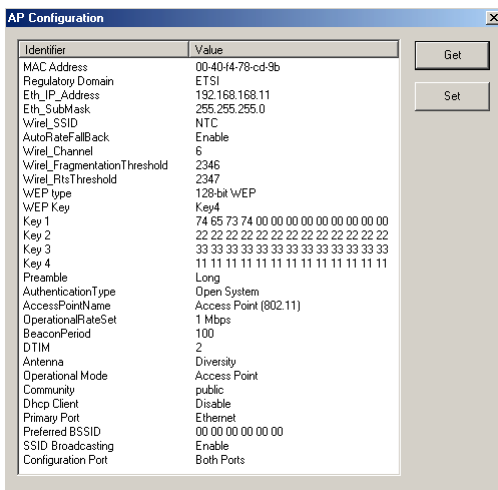 AP Configuration
Identifier Value
MAC Address 00-40-f4-78-cd-9b
Regulatory Domain ETSI
Eth_IP_Address 192.168.168.11
Eth_SubMask 255.255.255.0
Wirel_SSID NTC
AutoRateFallBack Enable
Wirel_Channel 6
Wirel_FragmentationThreshold 2346
Wirel_RtsThreshold 2347
WEP type 128-bit WEP
WEP Key Key4
Key 1 74 65 73 74 00 00 00 00 00 00 00 00 00
Key 2 22 22 22 22 22 22 22 22 22 22 22 22 22
Key 3 33 33 33 33 33 33 33 33 33 33 33 33 33
Key 4 11 11 11 11 11 11 11 11 11 11 11 11 11
Preamble Long
AuthenticationType Open System
AccessPointName Access Point (802.11)
OperationalRateSet 1 Mbps
BeaconPeriod 100
DTIM 2
Antenna Diversity
Operational Mode Access Point
Community public
Dhcp Client Disable
Primary Port Ethernet
Preferred BSSID 00 00 00 00 00 00
SSID Broadcasting Enable
Configuration Port Both Ports
Get
Set